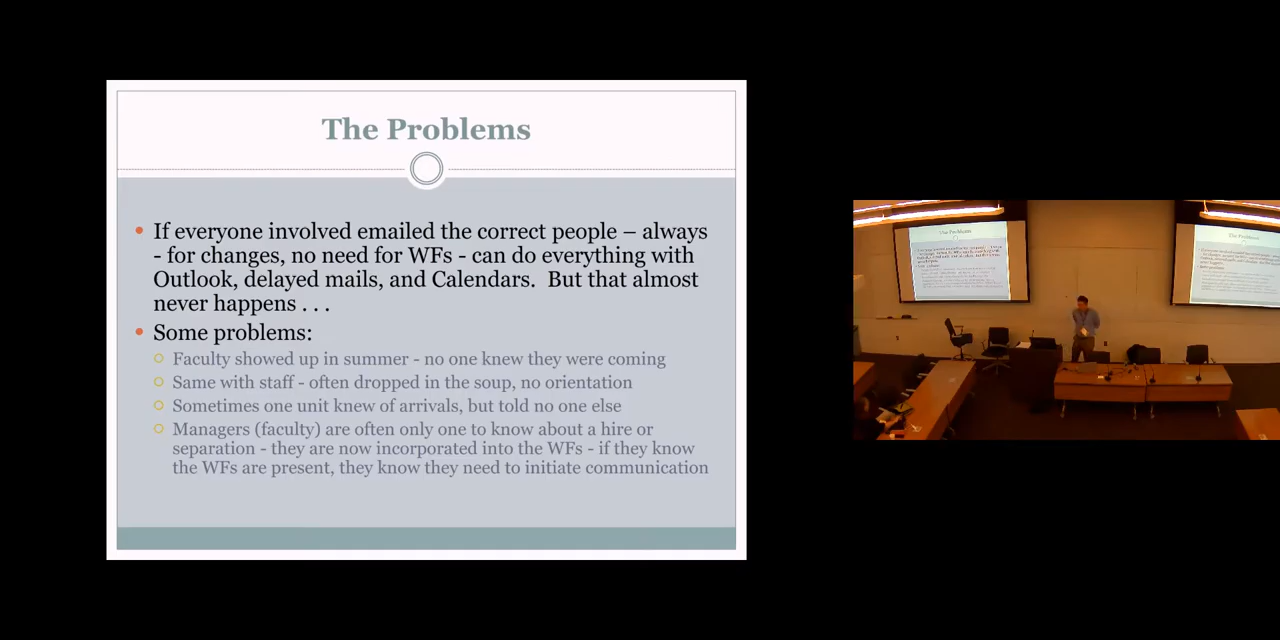 The Problems
If everyone involved emailed the correct people – always
- for changes, no need for WFs - can do everything with
Outlook, delayed mails, and Calendars.  But that almost
never happens . . .
Some problems:
Faculty showed up in summer - no one knew they were coming
Same with staff - often dropped in the soup, no orientation
Sometimes one unit knew of arrivals, but told no one else
Managers (faculty) are often only one to know about a hire or
separation - they are now incorporated into the WFs - if they know
the WFs are present, they know they need to initiate communication
The Problems
The Problems